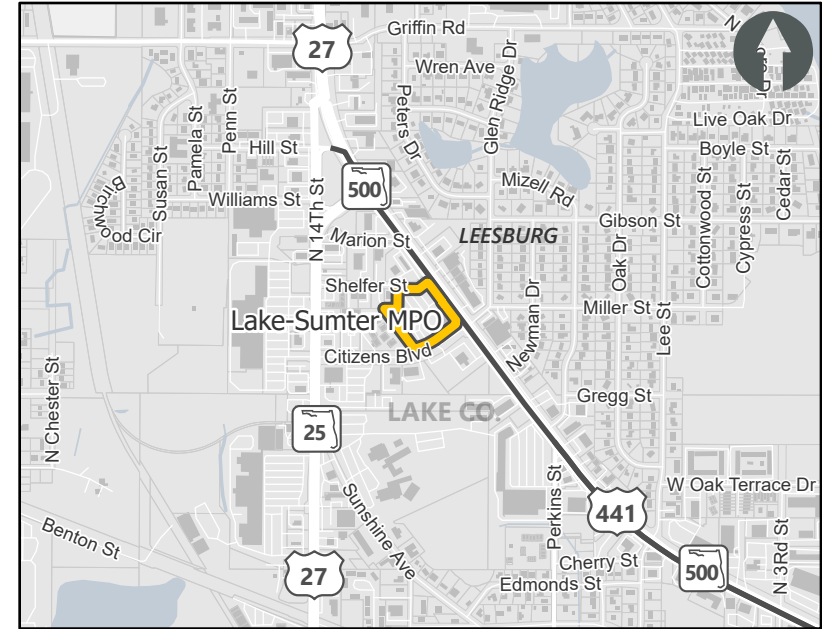 Griffin Rd
27
Wren Ave
Peters Dr
Glen Ridge Dr
N
Live Oak Dr
Boyle St
Susan St
Pamela St
Penn St
Hill St
500
Mizell Rd
Birchwood Cir
Williams St
N 14Th St
Marion St
LEESBURG
Gibson St
Oak Dr
Cottonwood St
Cypress St
Cedar St
Shelfer St
Lake-Sumter MPO
Miller St
Newman Dr
Lee St
Citizens Blvd
N Chester St
Gregg St
LAKE CO.
25
Sunshine Ave
Perkins St
W Oak Terrace Dr
441
Benton St
27
Cherry St
500
Edmonds St
N 3Rd St